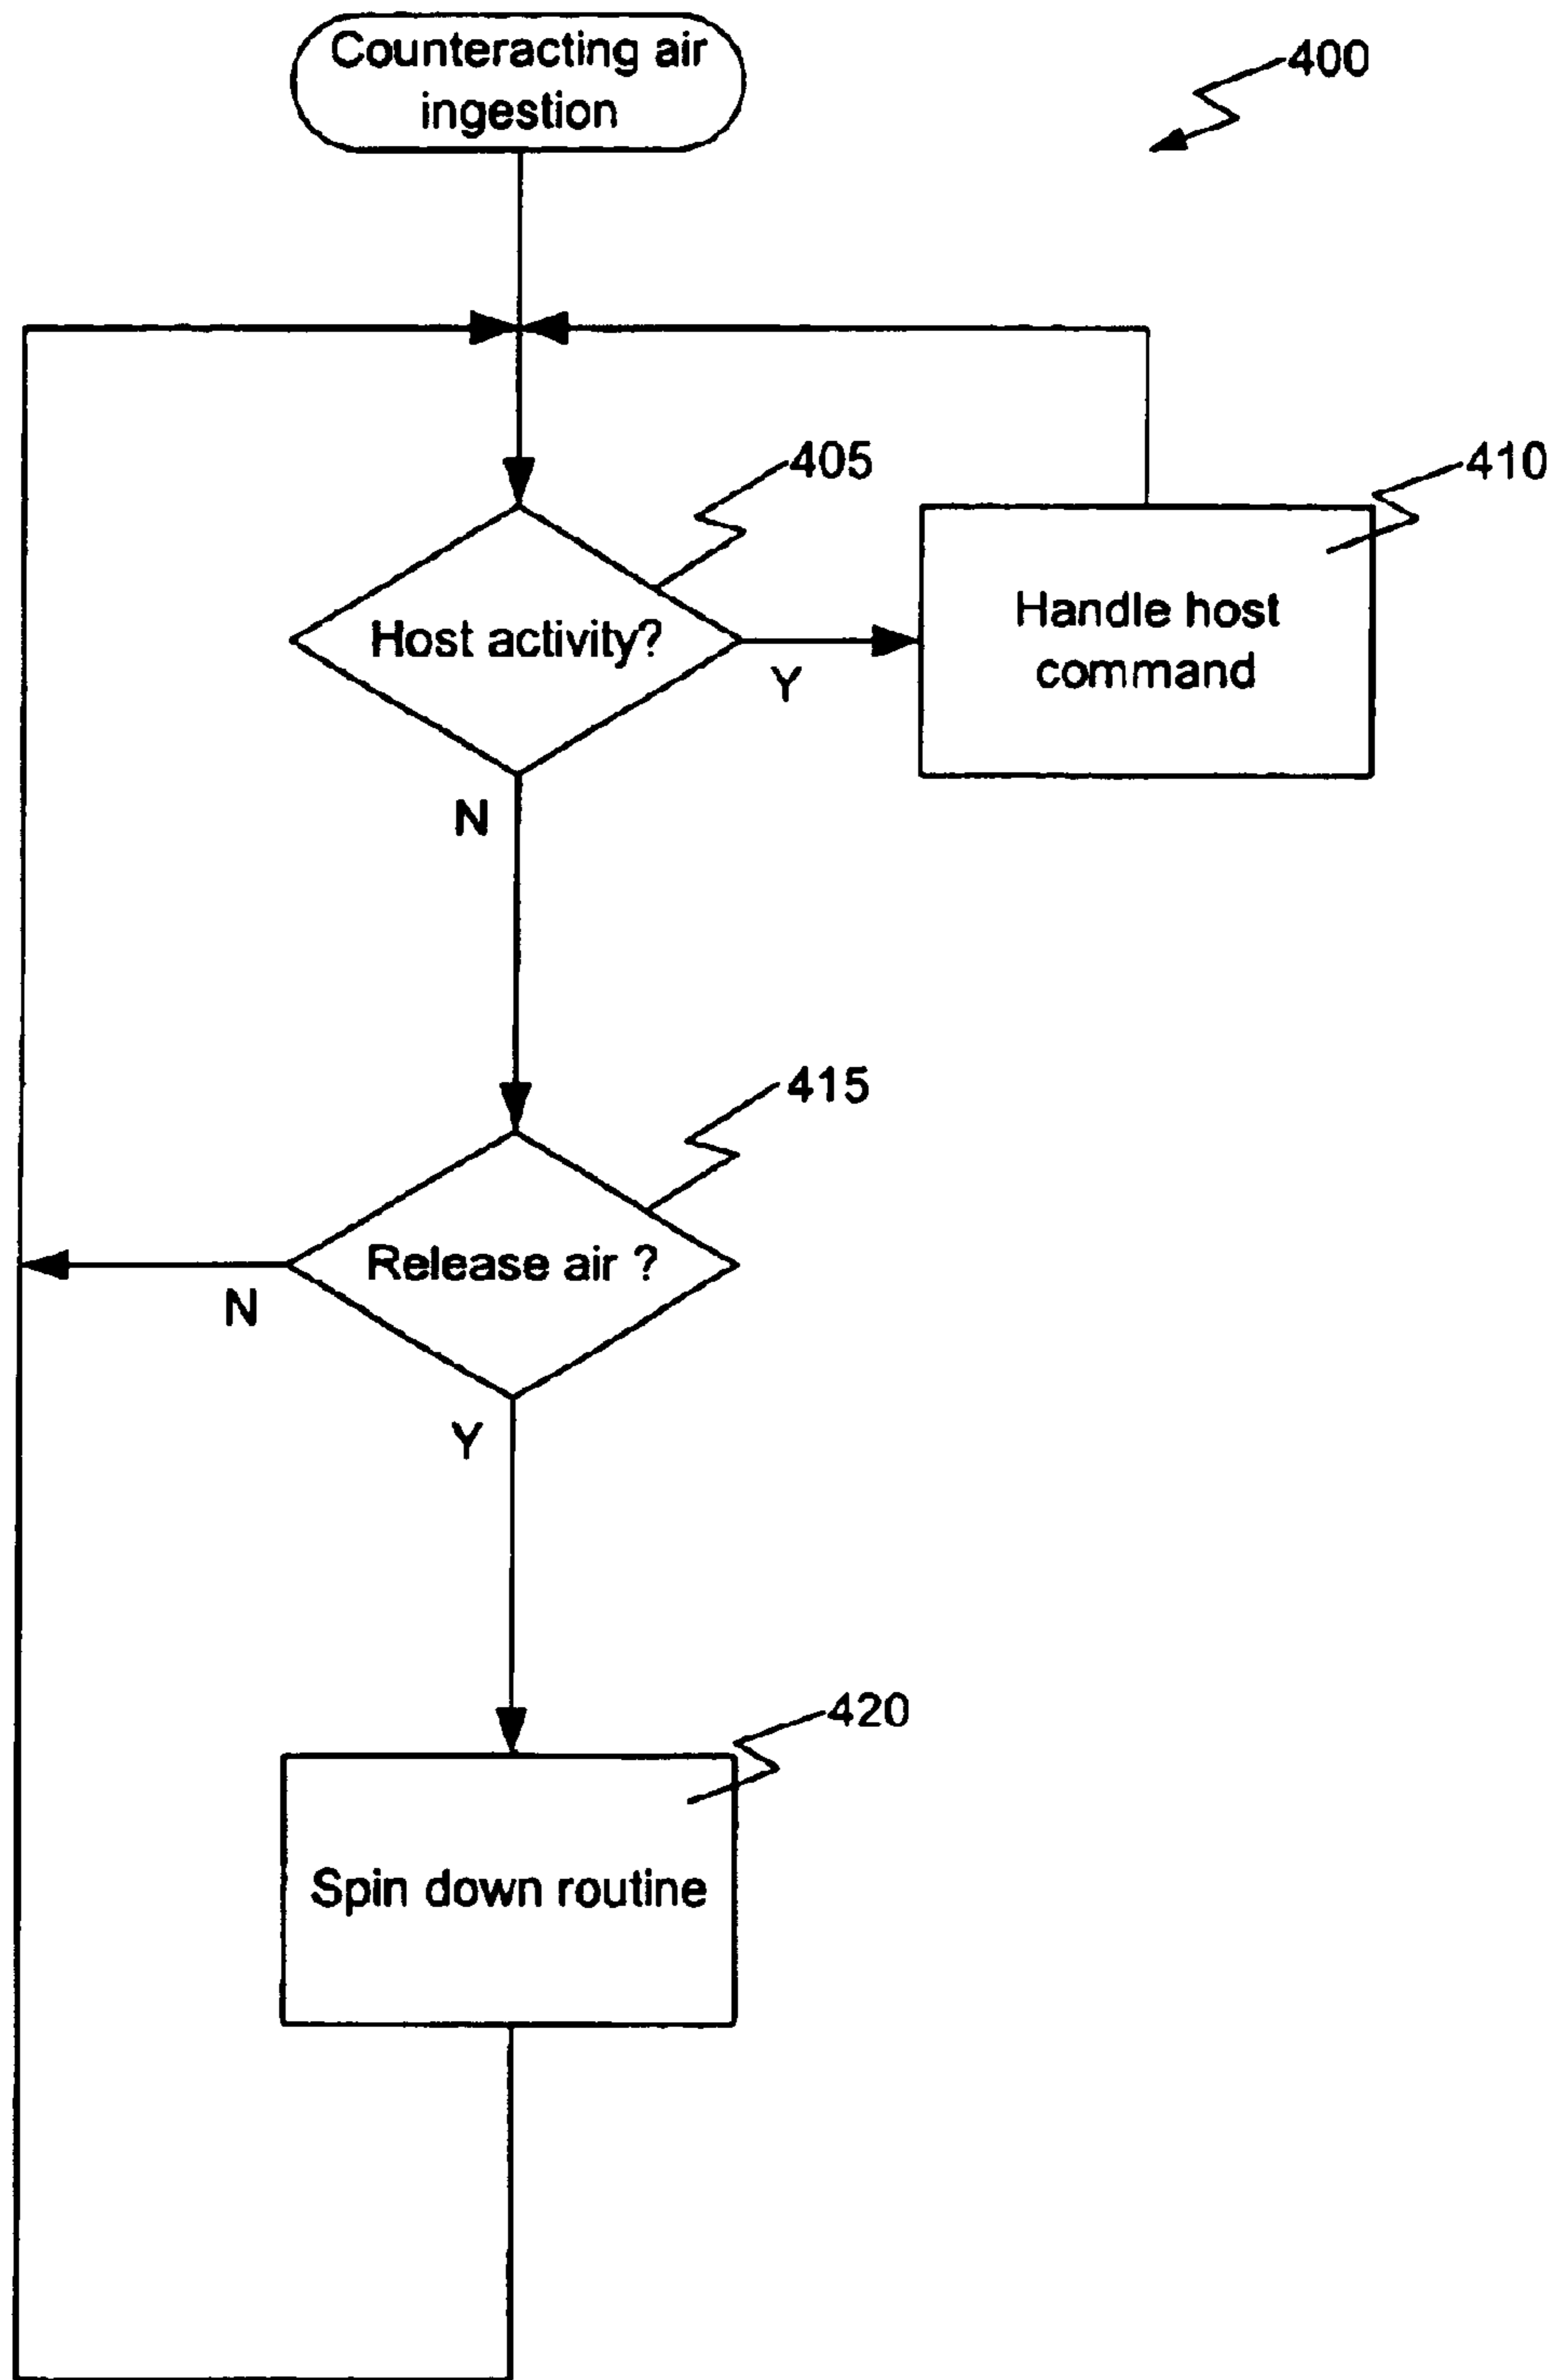 Counteracting air
ingestion
400
405
410
Host activity?
Y
Handle host
command
N
415
Release air ?
N
Y
420
Spin down routine